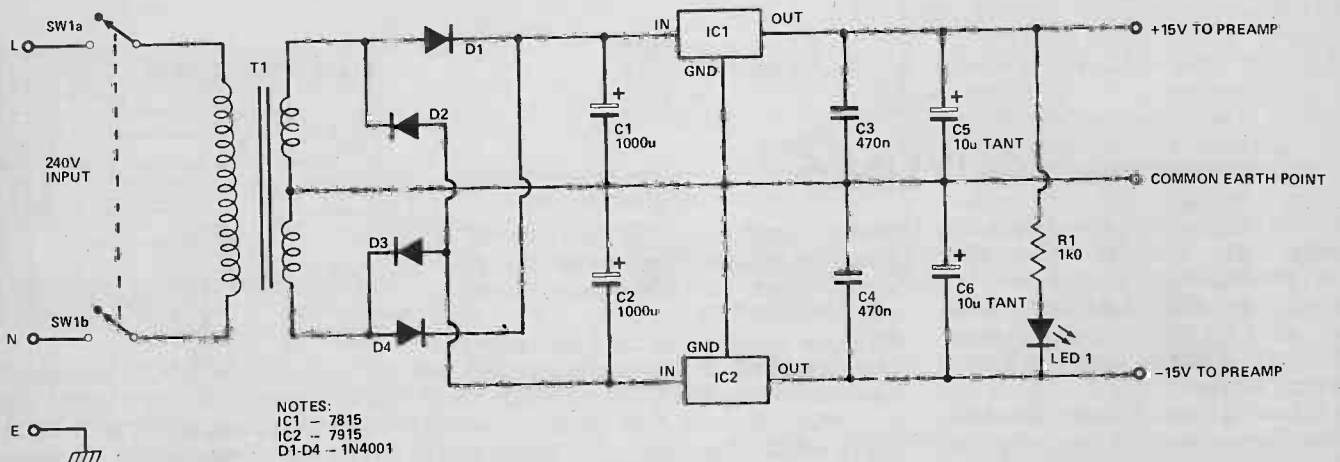 SW1a
L
T1
240V
INPUT
SW1b
N
E
D1
D2
D3
D4
IN
IC1
OUT
GND
C1
1000u
C2
1000u
GND
IN
IC2
OUT
C3
470n
C4
470n
+
C5
10u TANT
+
C6
10u TANT
+
+
R1
1k0
LED 1
+15V TO PREAMP
COMMON EARTH POINT
–15V TO PREAMP
NOTES:
IC1 – 7815
IC2 – 7915
D1-D4 – 1N4001